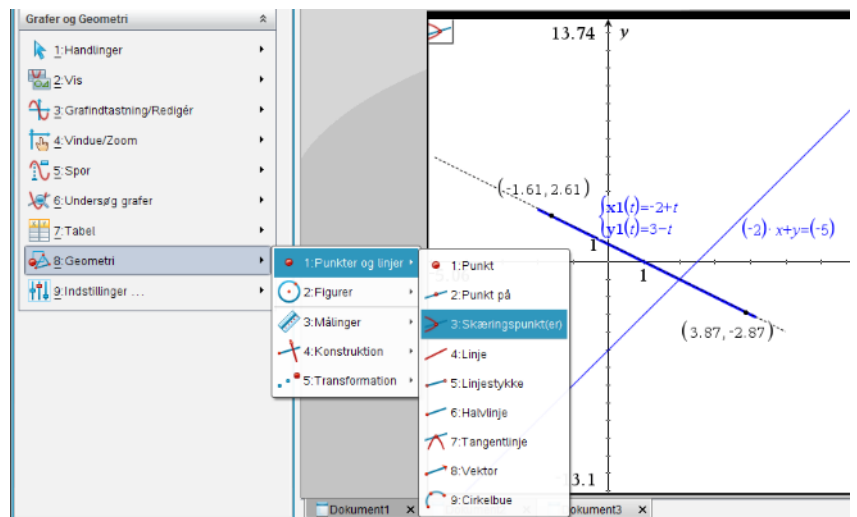 Grafer og Geometri
1:Handlinger
2:Vis
3:Grafindtastning/Redigér
4:Vindue/Zoom
5:Spor
6:Undersøg grafer
7:Tabel
8:Geometri
9:Indstillinger ...
1:Punkter og linjer
2:Figurer
3:Målinger
4:Konstruktion
5:Transformation
1:Punkt
2:Punkt på
3:Skæringspunkt(er)
4:Linje
5:Linjestykke
6:Halvlinje
7:Tangentlinje
8:Vektor
9:Cirkelbue
13.74 y
(-1.61, 2.61)
x1(t)=-2+t
y1(t)=3-t
(-2)·x+y=(-5)
1
1
(3.87, -2.87)
13.1
Dokument1
okument3